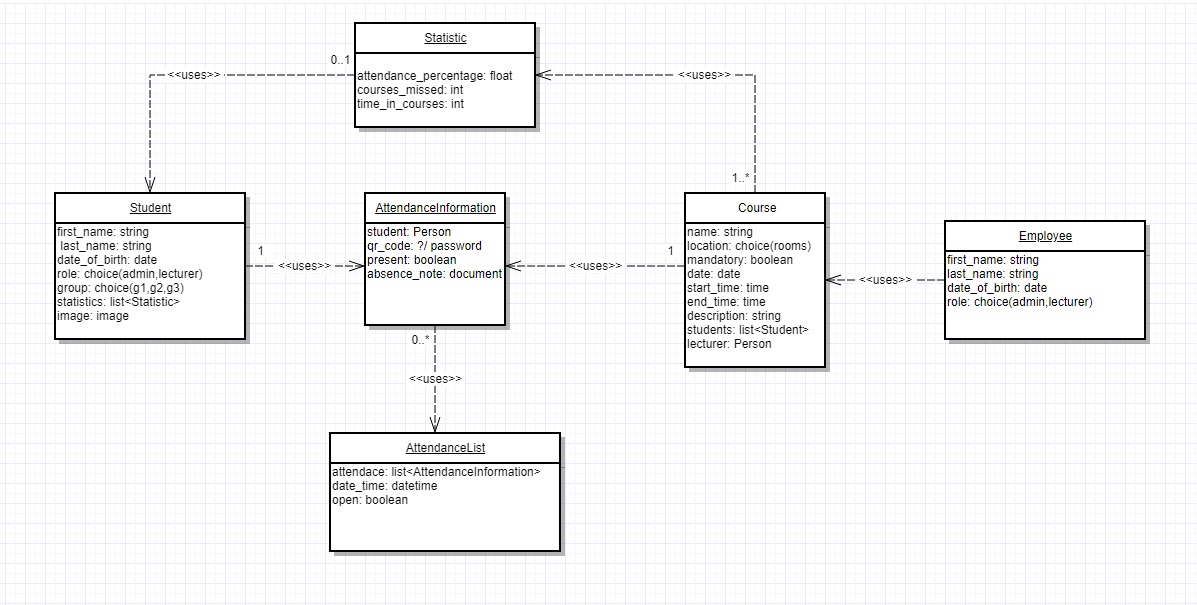 Statistic
0..1
<<uses>>
<<uses>>
attendance_percentage: float
courses_missed: int
time_in_courses: int
1..*
Student
first_name: string
last_name: string
date_of_birth: date
role: choice(admin,lecturer)
group: choice(g1,g2,g3)
statistics: list<Statistic>
image: image
1
<<uses>>
AttendanceInformation
student: Person
qr_code: ?/ password
present: boolean
absence_note: document
<<uses>>
1
Course
name: string
location: choice(rooms)
mandatory: boolean
date: date
start_time: time
end_time: time
description: string
students: list<Student>
lecturer: Person
<<uses>>
Employee
first_name: string
last_name: string
date_of_birth: date
role: choice(admin,lecturer)
0..*
<<uses>>
AttendanceList
attendace: list<AttendanceInformation>
date_time: datetime
open: boolean